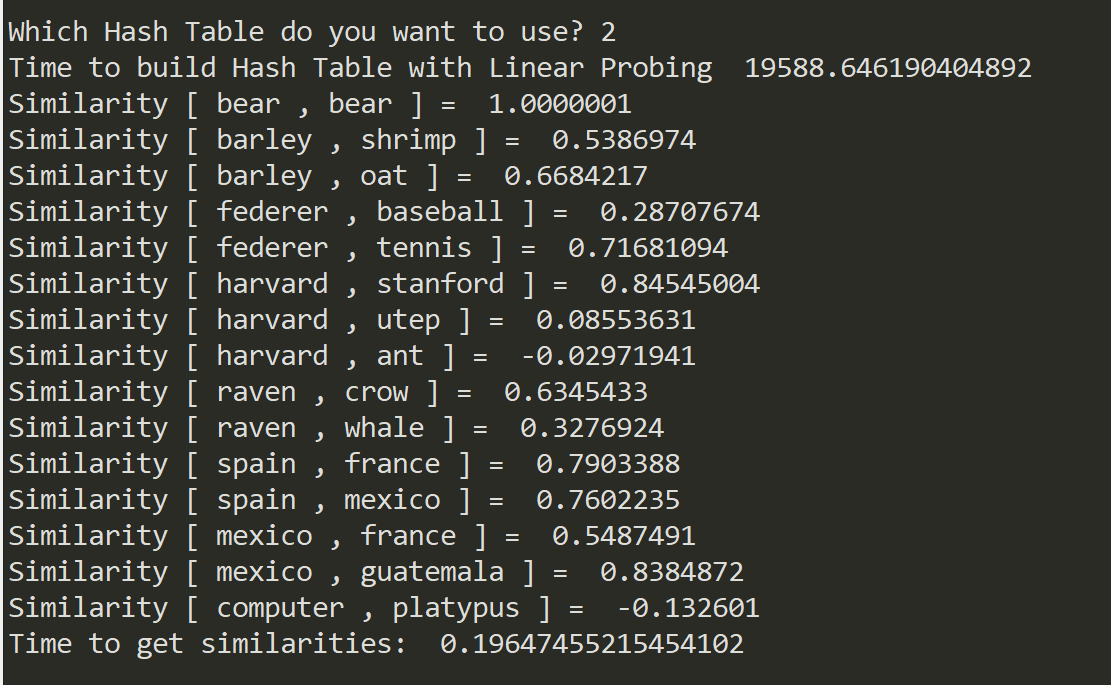 Which Hash Table do you want to use? 2
Time to build Hash Table with Linear Probing  19588.646190404892
Similarity [ bear , bear ] =  1.0000001
Similarity [ barley , shrimp ] =  0.5386974
Similarity [ barley , oat ] =  0.6684217
Similarity [ federer , baseball ] =  0.28707674
Similarity [ federer , tennis ] =  0.71681094
Similarity [ harvard , stanford ] =  0.84545004
Similarity [ harvard , utep ] =  0.08553631
Similarity [ harvard , ant ] =  -0.02971941
Similarity [ raven , crow ] =  0.6345433
Similarity [ raven , whale ] =  0.3276924
Similarity [ spain , france ] =  0.7903388
Similarity [ spain , mexico ] =  0.7602235
Similarity [ mexico , france ] =  0.5487491
Similarity [ mexico , guatemala ] =  0.8384872
Similarity [ computer , platypus ] =  -0.132601
Time to get similarities:  0.19647455215454102